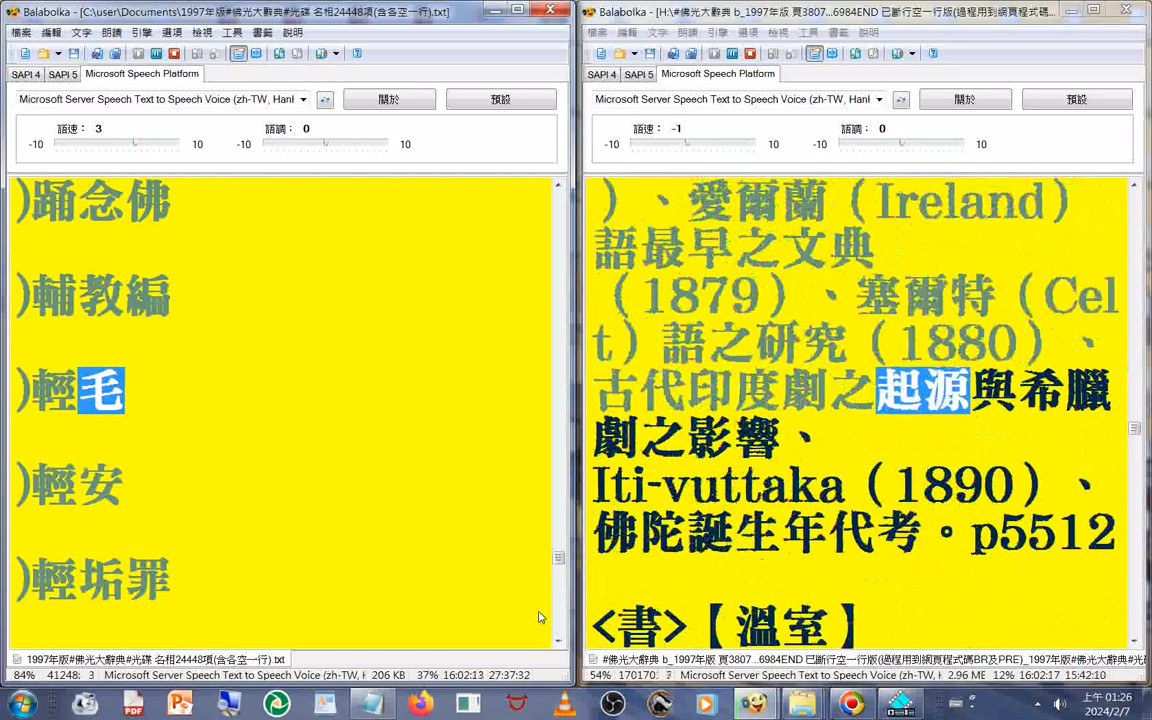 Balabolka - [C:\user\Documents\1997年版#佛光大辭典#光碟 名相24448項(含各空一行).txt]
檔案 編輯 文字 朗讀 引擎 選項 檢視 工具 書籤 說明
SAPI 4 SAPI 5 Microsoft Speech Platform
Microsoft Server Speech Text to Speech Voice (zh-TW, Hanl 關於 預設
語速： 3 語調： 0
-10 10 -10 10
)踊念佛
)輔教編
)輕毛
)輕安
)輕垢罪
1997年版#佛光大辭典#光碟 名相24448項(含各空一行).txt
84% 41248: 3 Microsoft Server Speech Text to Speech Voice (zh-TW, H 206 KB 37% 16:02:13 27:37:32
Balabolka - [H:\#佛光大辭典 b_1997年版 頁3807...6984END 已斷行空一行版(過程用到網頁程式碼...
檔案 編輯 文字 朗讀 引擎 選項 檢視 工具 書籤 說明
SAPI 4 SAPI 5 Microsoft Speech Platform
Microsoft Server Speech Text to Speech Voice (zh-TW, Hanl 關於 預設
語速： -1 語調： 0
-10 10 -10 10
）、愛爾蘭（Ireland）
語最早之文典
（1879）、塞爾特（Cel
t）語之研究（1880）、
古代印度劇之起源與希臘
劇之影響、
Iti-vuttaka（1890）、
佛陀誕生年代考。p5512
<書>【溫室】
#佛光大辭典 b_1997年版 頁3807...6984END 已斷行空一行版(過程用到網頁程式碼BR及PRE)_1997年版#光
54% 170170: Microsoft Server Speech Text to Speech Voice (zh-TW, H 2.96 ME 12% 16:02:17 15:42:10
上午 01:26
2024/2/7